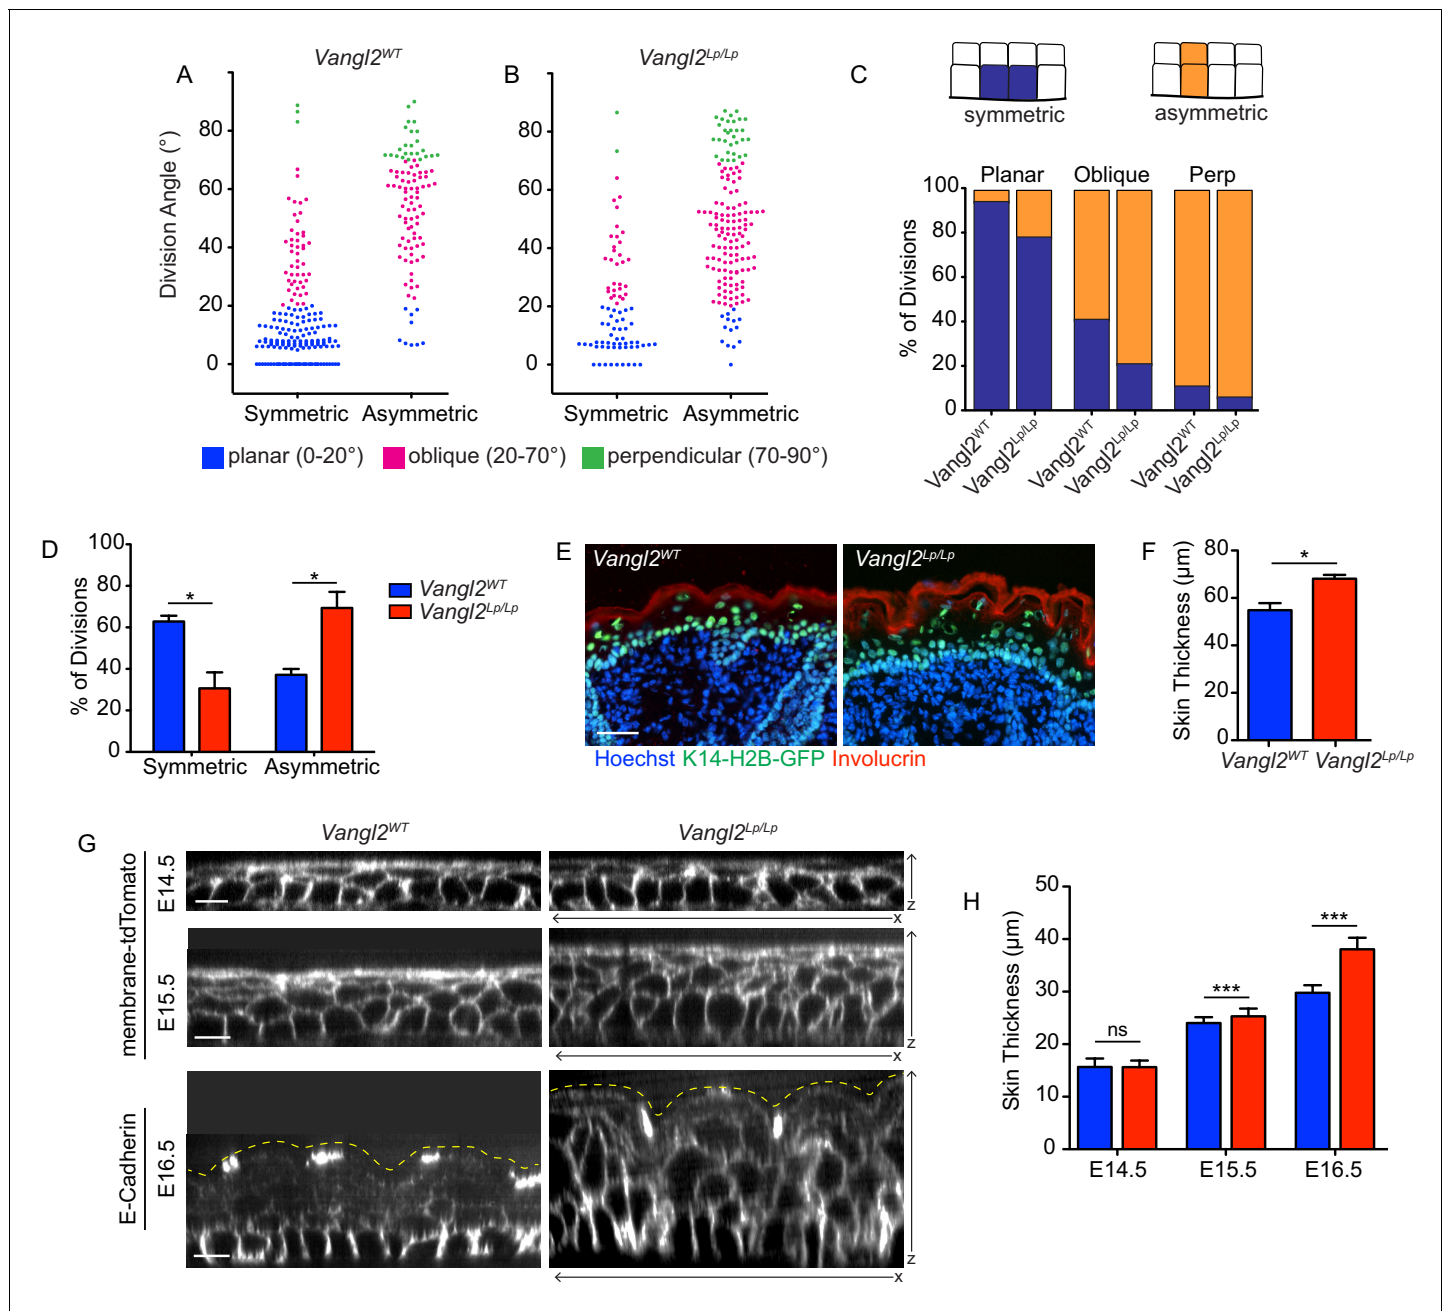 A
Vangl2WT
B
Vangl2Lp/Lp
C
symmetric
asymmetric
Division Angle (°)
80
60
40
20
0
Symmetric
Asymmetric
80
60
40
20
0
Symmetric
Asymmetric
planar (0-20°)
oblique (20-70°)
perpendicular (70-90°)
Planar
Oblique
Perp
% of Divisions
100
80
60
40
20
0
Vangl2WT
Vangl2Lp/Lp
Vangl2WT
Vangl2Lp/Lp
Vangl2WT
Vangl2Lp/Lp
D
% of Divisions
100
80
60
40
20
0
*
*
Symmetric
Asymmetric
Vangl2WT
Vangl2Lp/Lp
E
Vangl2WT
Vangl2Lp/Lp
Hoechst K14-H2B-GFP Involucrin
F
Skin Thickness (µm)
80
60
40
20
0
*
Vangl2WT
Vangl2Lp/Lp
G
Vangl2WT
Vangl2Lp/Lp
membrane-tdTomato
E14.5
z
x
E15.5
z
x
E-Cadherin
E16.5
z
x
H
Skin Thickness (µm)
50
40
30
20
10
0
ns
***
***
E14.5
E15.5
E16.5